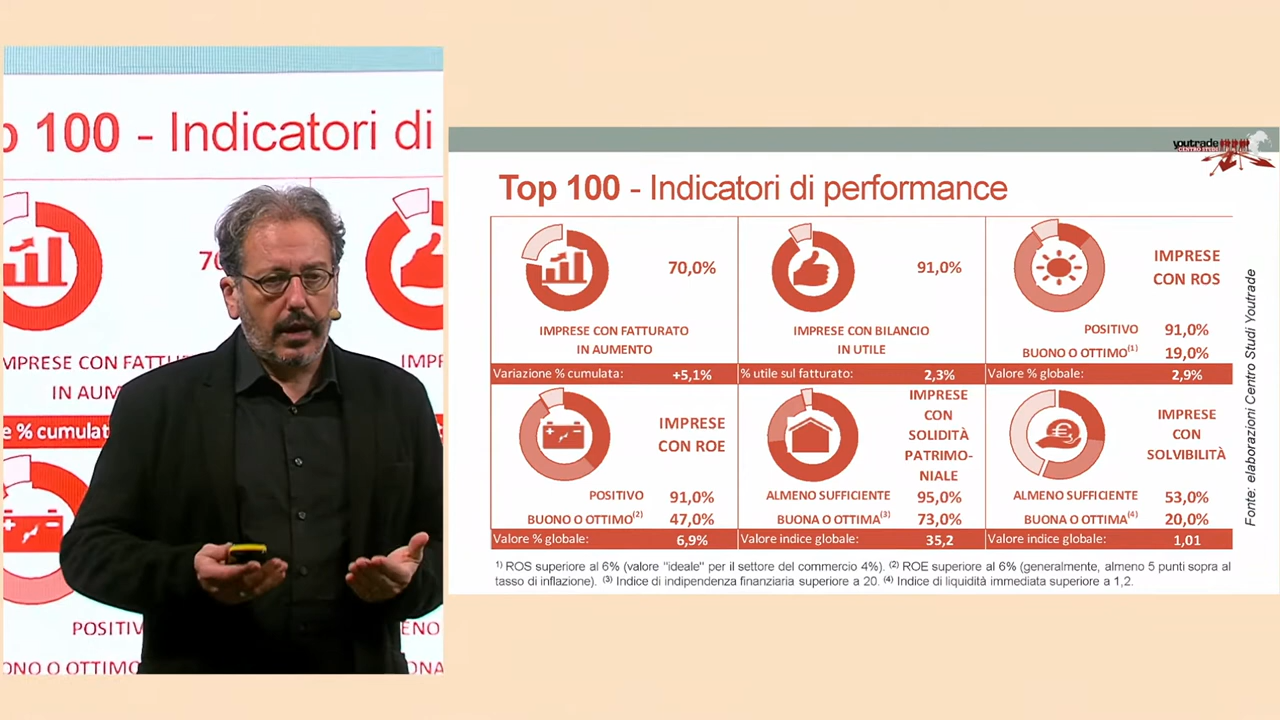 p 100 - Indicatori di
70
IMPRESE CON FATTU
IN AUM
e % cumulat
POSITIV
ONO O OTTIMO
youtrade
CENTRO STUDI
Top 100 - Indicatori di performance
70,0%
IMPRESE CON FATTURATO
IN AUMENTO
Variazione % cumulata: +5,1%
91,0%
IMPRESE CON BILANCIO
IN UTILE
% utile sul fatturato: 2,3%
IMPRESE
CON ROS
POSITIVO 91,0%
BUONO O OTTIMO(1) 19,0%
Valore % globale: 2,9%
IMPRESE
CON ROE
POSITIVO 91,0%
BUONO O OTTIMO(2) 47,0%
Valore % globale: 6,9%
IMPRESE
CON
SOLIDITÀ
PATRIMO-
NIALE
ALMENO SUFFICIENTE 95,0%
BUONA O OTTIMA(3) 73,0%
Valore indice globale: 35,2
IMPRESE
CON
SOLVIBILITÀ
ALMENO SUFFICIENTE 53,0%
BUONA O OTTIMA(4) 20,0%
Valore indice globale: 1,01
Fonte: elaborazioni Centro Studi Youtrade
1) ROS superiore al 6% (valore "ideale" per il settore del commercio 4%). (2) ROE superiore al 6% (generalmente, almeno 5 punti sopra al
tasso di inflazione). (3) Indice di indipendenza finanziaria superiore a 20. (4) Indice di liquidità immediata superiore a 1,2.